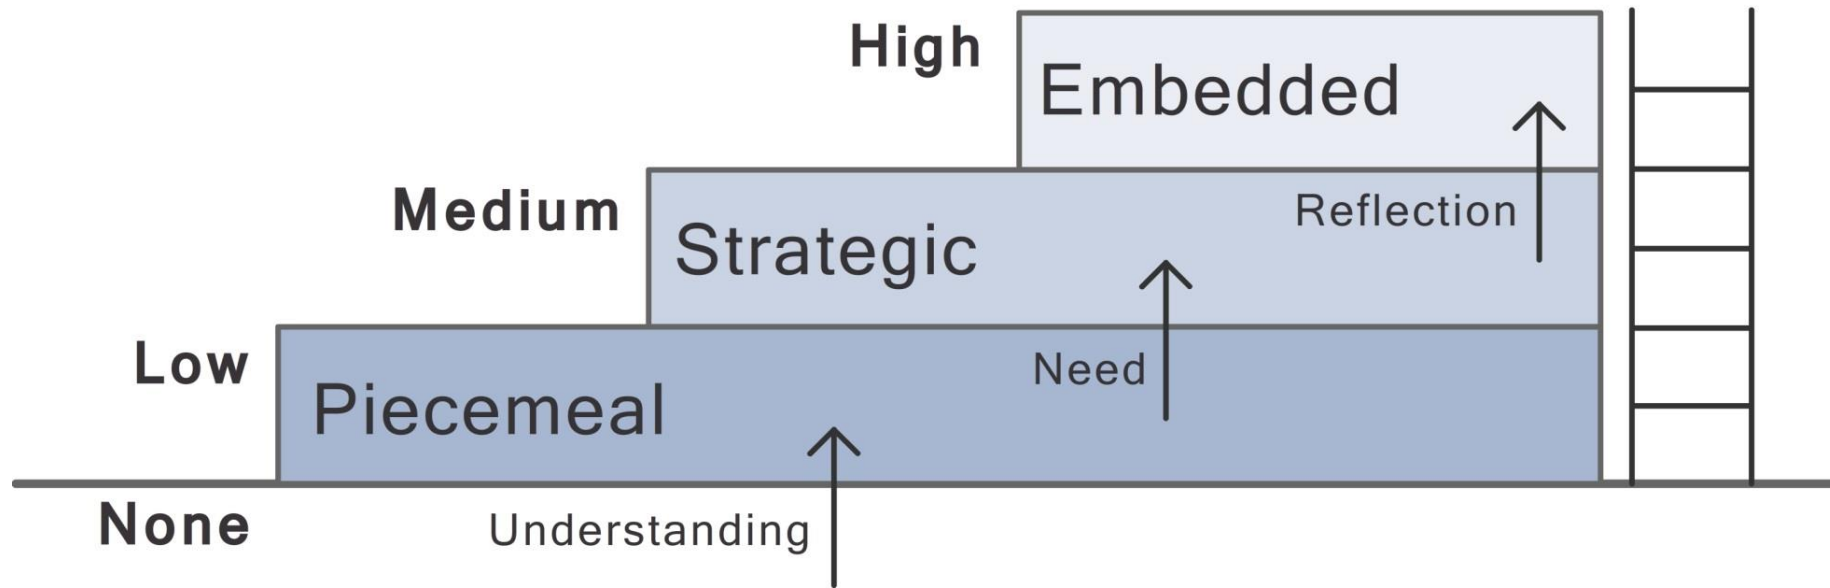 High
Embedded
Medium
Reflection
Strategic
Low
Need
Piecemeal
None
Understanding